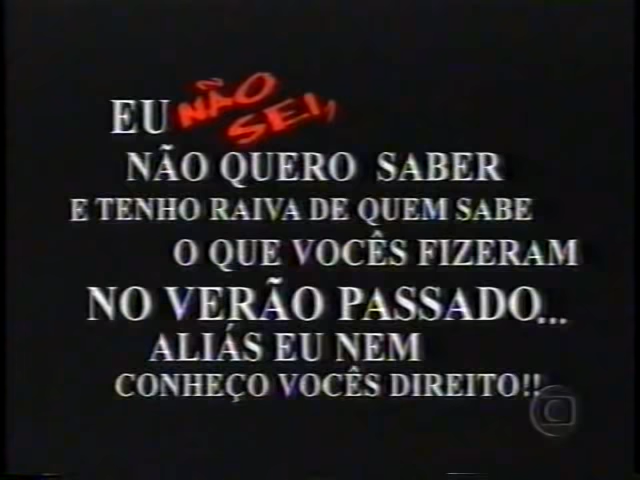 EU NÃO SEI,
NÃO QUERO SABER
E TENHO RAIVA DE QUEM SABE
O QUE VOCÊS FIZERAM
NO VERÃO PASSADO...
ALIÁS EU NEM
CONHEÇO VOCÊS DIREITO!!